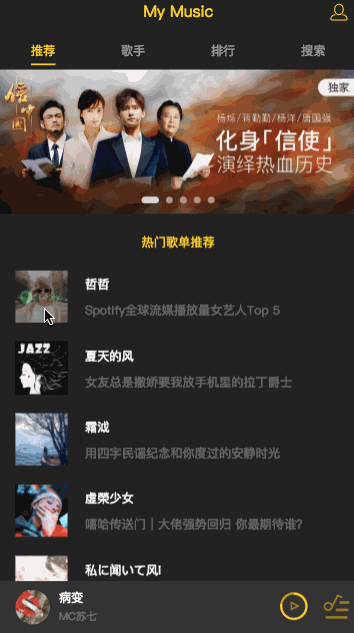 My Music
推荐
歌手
排行
搜索
独家
信中国
杨烁/蒋勤勤/杨洋/唐国强
化身「信使」
演绎热血历史
热门歌单推荐
哲哲
Spotify全球流媒播放量女艺人Top 5
JAZZ
夏天的风
女友总是撒娇要我放手机里的拉丁爵士
霜泧
用四字民谣纪念和你度过的安静时光
虚荣少女
嘻哈传送门丨大佬强势回归 你最期待谁?
私に闻いて风!
病变
MC苏七